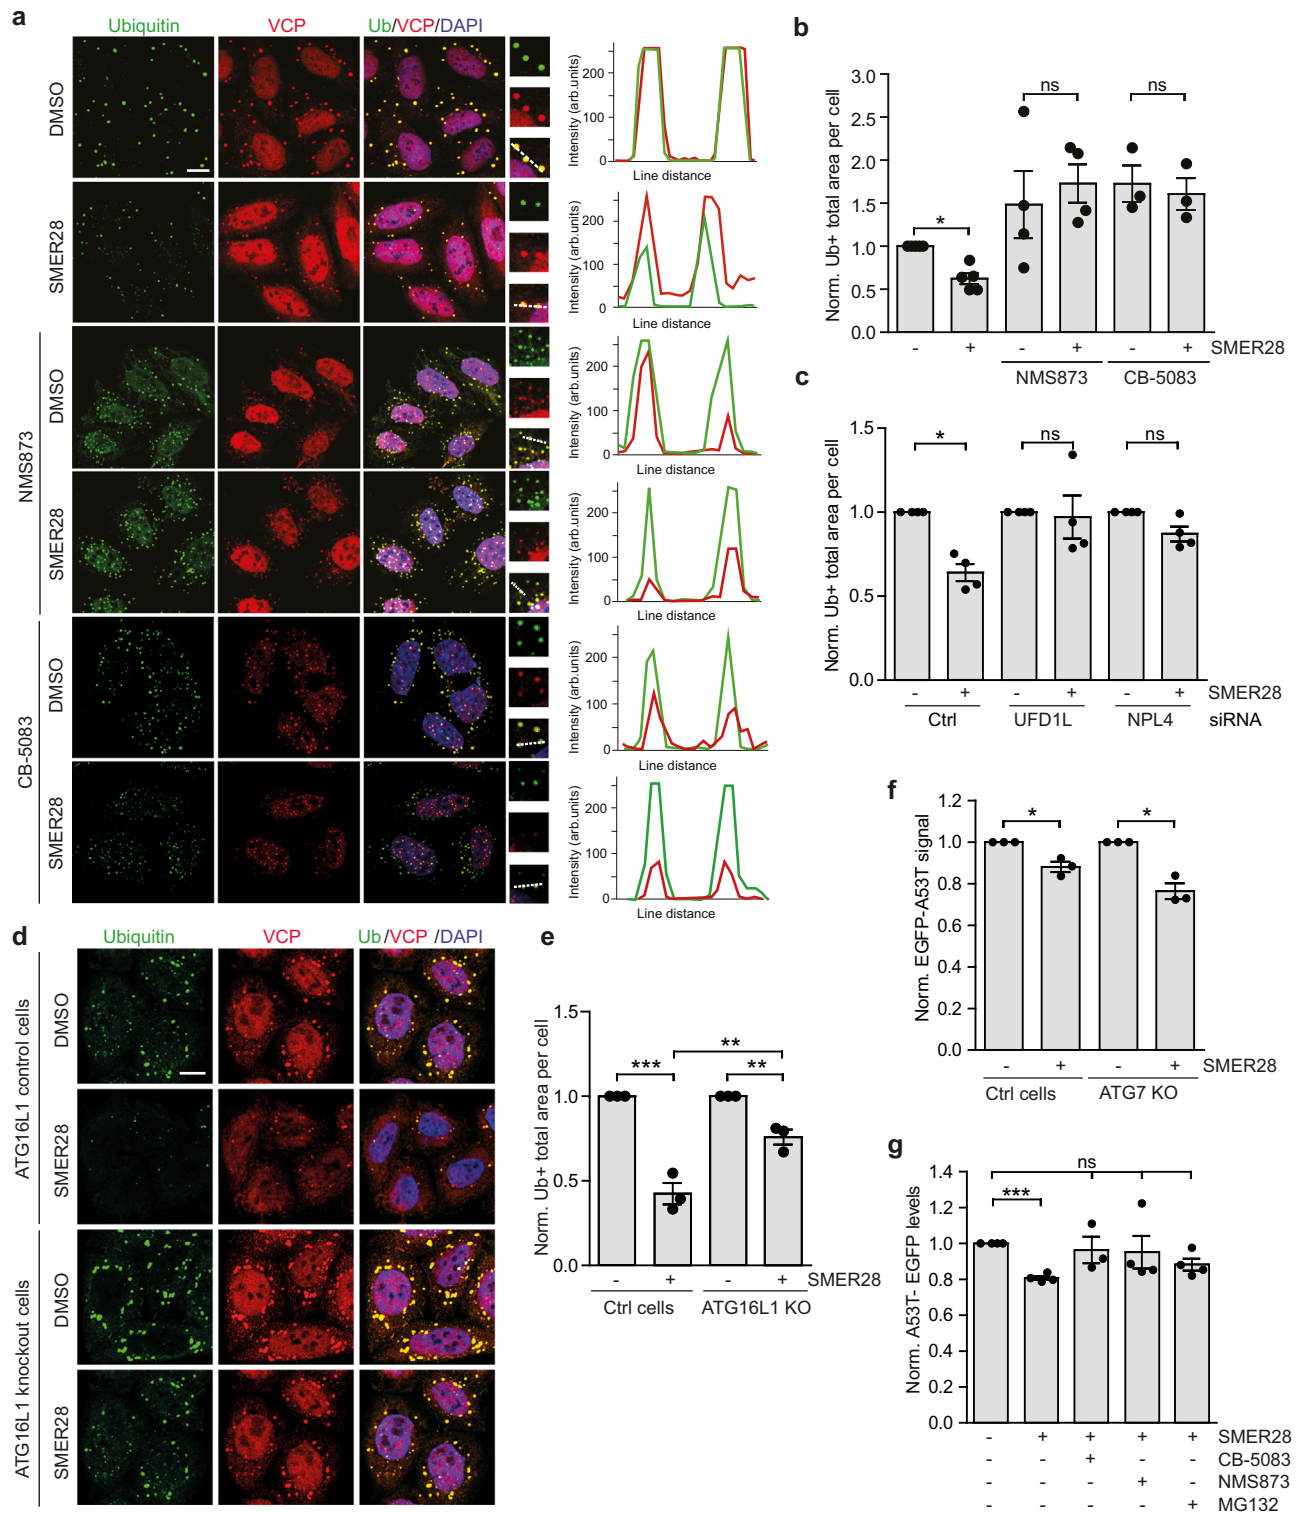 a
Ubiquitin VCP Ub/VCP/DAPI
DMSO
SMER28
NMS873
DMSO
SMER28
CB-5083
DMSO
SMER28
Intensity (arb.units)
200
100
0
Line distance
Intensity (arb.units)
200
100
0
Line distance
Intensity (arb.units)
200
100
0
Line distance
Intensity (arb.units)
200
100
0
Line distance
Intensity (arb.units)
200
100
0
Line distance
Intensity (arb.units)
200
100
0
Line distance
b
Norm. Ub+ total area per cell
3.0
2.5
2.0
1.5
1.0
0.5
0.0
* ns ns
- + - + - + SMER28
NMS873 CB-5083
c
Norm. Ub+ total area per cell
1.5
1.0
0.5
0.0
* ns ns
- + - + - + SMER28
Ctrl UFD1L NPL4 siRNA
d
Ubiquitin VCP Ub/VCP /DAPI
ATG16L1 control cells
DMSO
SMER28
ATG16L1 knockout cells
DMSO
SMER28
e
Norm. Ub+ total area per cell
1.5
1.0
0.5
0.0
*** ** **
- + - + SMER28
Ctrl cells ATG16L1 KO
f
Norm. EGFP-A53T signal
1.2
1.0
0.8
0.6
0.4
0.2
0.0
* *
- + - + SMER28
Ctrl cells ATG7 KO
g
Norm. A53T- EGFP levels
1.4
1.2
1.0
0.8
0.6
0.4
0.2
0.0
ns
***
- + + + + SMER28
- - + - - CB-5083
- - - + - NMS873
- - - - + MG132